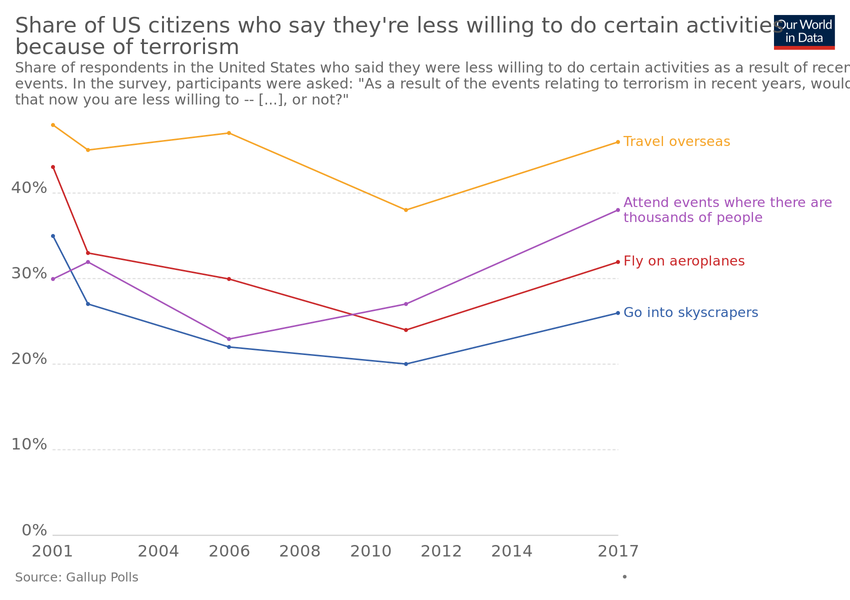 Share of US citizens who say they're less willing to do certain activities
because of terrorism
Our World
in Data
Share of respondents in the United States who said they were less willing to do certain activities as a result of recen
events. In the survey, participants were asked: "As a result of the events relating to terrorism in recent years, woul
that now you are less willing to -- [...], or not?"
Travel overseas
40%
Attend events where there are
thousands of people
Fly on aeroplanes
30%
Go into skyscrapers
20%
10%
0%
2001 2004 2006 2008 2010 2012 2014 2017
Source: Gallup Polls
•